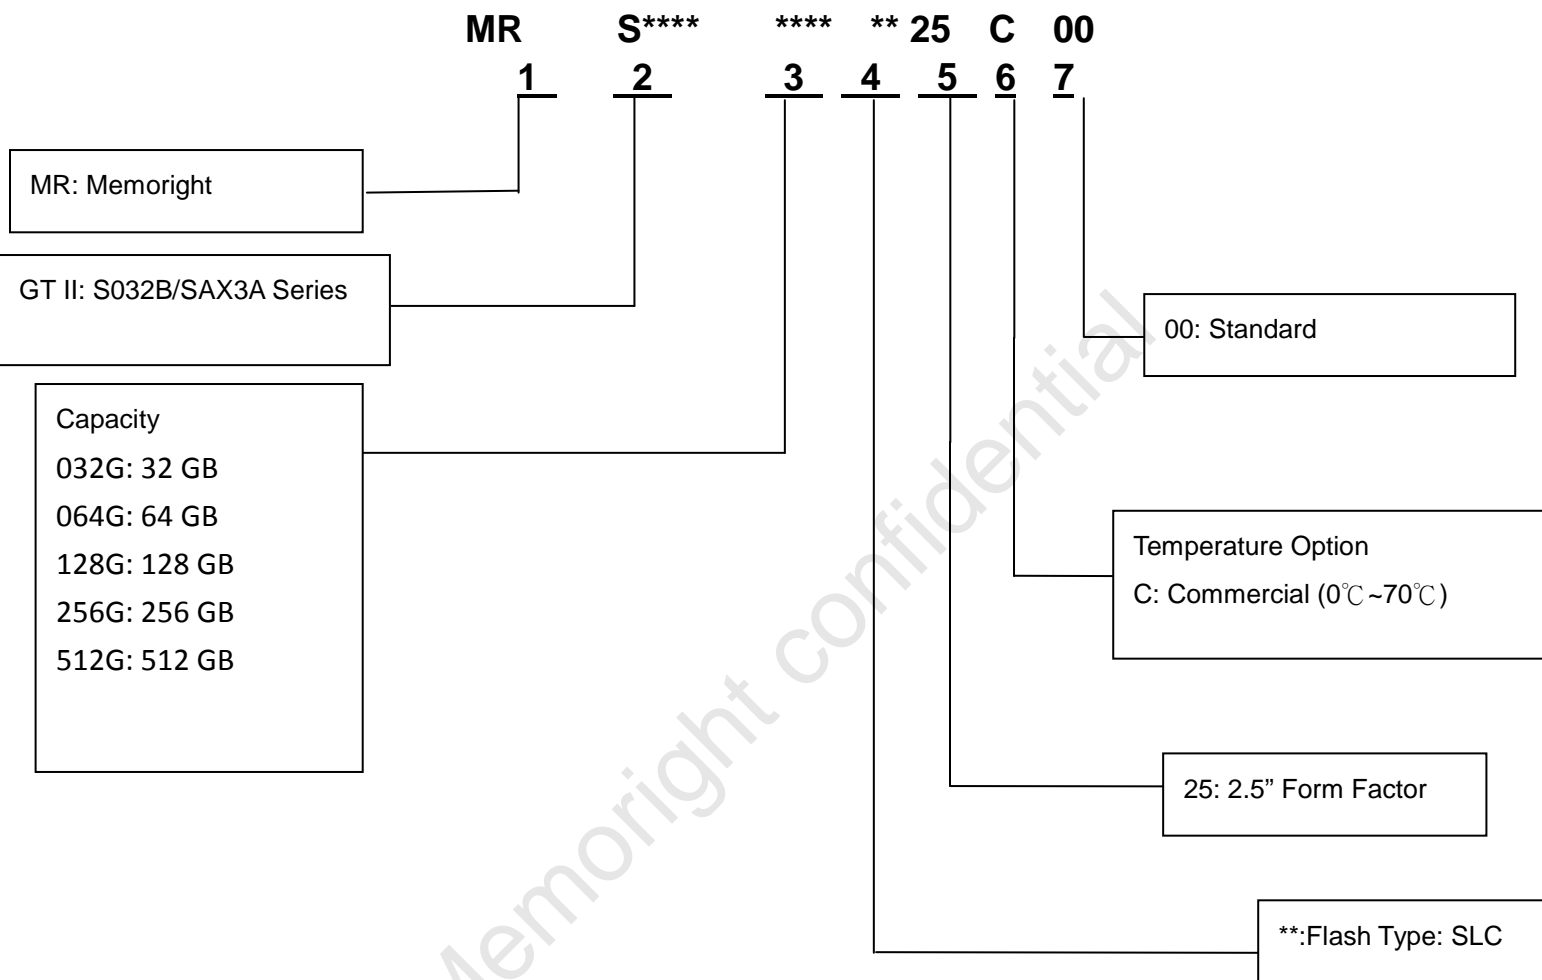 MR S**** **** ** 25 C 00
1 2 3 4 5 6 7
MR: Memoright
GT II: S032B/SAX3A Series
Capacity
032G: 32 GB
064G: 64 GB
128G: 128 GB
256G: 256 GB
512G: 512 GB
00: Standard
Temperature Option
C: Commercial (0℃~70℃)
25: 2.5” Form Factor
**:Flash Type: SLC
Memoright confidential